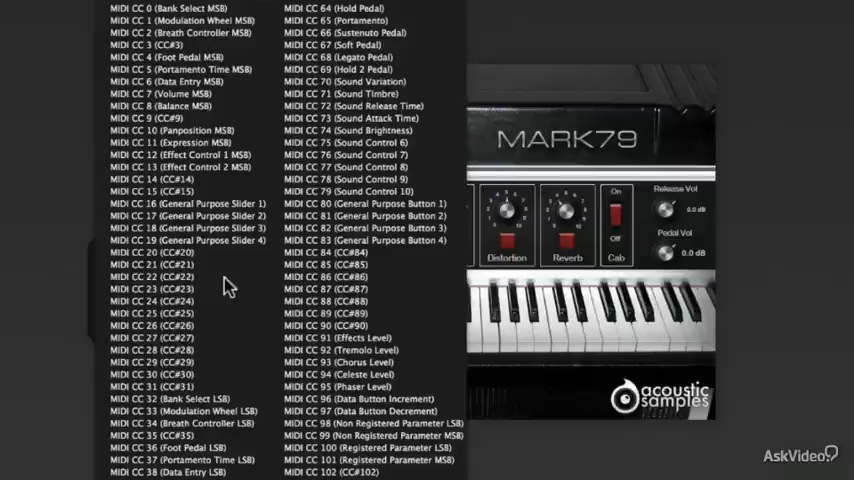 MIDI CC 0 (Bank Select MSB)
MIDI CC 1 (Modulation Wheel MSB)
MIDI CC 2 (Breath Controller MSB)
MIDI CC 3 (CC#3)
MIDI CC 4 (Foot Pedal MSB)
MIDI CC 5 (Portamento Time MSB)
MIDI CC 6 (Data Entry MSB)
MIDI CC 7 (Volume MSB)
MIDI CC 8 (Balance MSB)
MIDI CC 9 (CC#9)
MIDI CC 10 (Panposition MSB)
MIDI CC 11 (Expression MSB)
MIDI CC 12 (Effect Control 1 MSB)
MIDI CC 13 (Effect Control 2 MSB)
MIDI CC 14 (CC#14)
MIDI CC 15 (CC#15)
MIDI CC 16 (General Purpose Slider 1)
MIDI CC 17 (General Purpose Slider 2)
MIDI CC 18 (General Purpose Slider 3)
MIDI CC 19 (General Purpose Slider 4)
MIDI CC 20 (CC#20)
MIDI CC 21 (CC#21)
MIDI CC 22 (CC#22)
MIDI CC 23 (CC#23)
MIDI CC 24 (CC#24)
MIDI CC 25 (CC#25)
MIDI CC 26 (CC#26)
MIDI CC 27 (CC#27)
MIDI CC 28 (CC#28)
MIDI CC 29 (CC#29)
MIDI CC 30 (CC#30)
MIDI CC 31 (CC#31)
MIDI CC 32 (Bank Select LSB)
MIDI CC 33 (Modulation Wheel LSB)
MIDI CC 34 (Breath Controller LSB)
MIDI CC 35 (CC#35)
MIDI CC 36 (Foot Pedal LSB)
MIDI CC 37 (Portamento Time LSB)
MIDI CC 38 (Data Entry LSB)
MIDI CC 64 (Hold Pedal)
MIDI CC 65 (Portamento)
MIDI CC 66 (Sustenuto Pedal)
MIDI CC 67 (Soft Pedal)
MIDI CC 68 (Legato Pedal)
MIDI CC 69 (Hold 2 Pedal)
MIDI CC 70 (Sound Variation)
MIDI CC 71 (Sound Timbre)
MIDI CC 72 (Sound Release Time)
MIDI CC 73 (Sound Attack Time)
MIDI CC 74 (Sound Brightness)
MIDI CC 75 (Sound Control 6)
MIDI CC 76 (Sound Control 7)
MIDI CC 77 (Sound Control 8)
MIDI CC 78 (Sound Control 9)
MIDI CC 79 (Sound Control 10)
MIDI CC 80 (General Purpose Button 1)
MIDI CC 81 (General Purpose Button 2)
MIDI CC 82 (General Purpose Button 3)
MIDI CC 83 (General Purpose Button 4)
MIDI CC 84 (CC#84)
MIDI CC 85 (CC#85)
MIDI CC 86 (CC#86)
MIDI CC 87 (CC#87)
MIDI CC 88 (CC#88)
MIDI CC 89 (CC#89)
MIDI CC 90 (CC#90)
MIDI CC 91 (Effects Level)
MIDI CC 92 (Tremolo Level)
MIDI CC 93 (Chorus Level)
MIDI CC 94 (Celeste Level)
MIDI CC 95 (Phaser Level)
MIDI CC 96 (Data Button Increment)
MIDI CC 97 (Data Button Decrement)
MIDI CC 98 (Non Registered Parameter LSB)
MIDI CC 99 (Non Registered Parameter MSB)
MIDI CC 100 (Registered Parameter LSB)
MIDI CC 101 (Registered Parameter MSB)
MIDI CC 102 (CC#102)
MARK79
On
Release Vol
0.0 dB
Off
Pedal Vol
0.0 dB
Distortion
Reverb
Cab
acoustic
samples
AskVideo